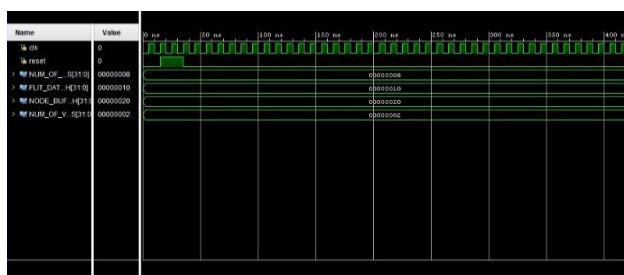 Name Value 0 ns 50 ns 100 ns 150 ns 200 ns 250 ns 300 ns 350 ns 400 n
clk 0
reset 0
NUM_OF_...S[31:0] 00000008 00000008
FLIT_DAT...H[31:0] 00000010 00000010
NODE_BUF...H[31:0 00000020 00000020
NUM_OF_V...S[31:0 00000002 00000002